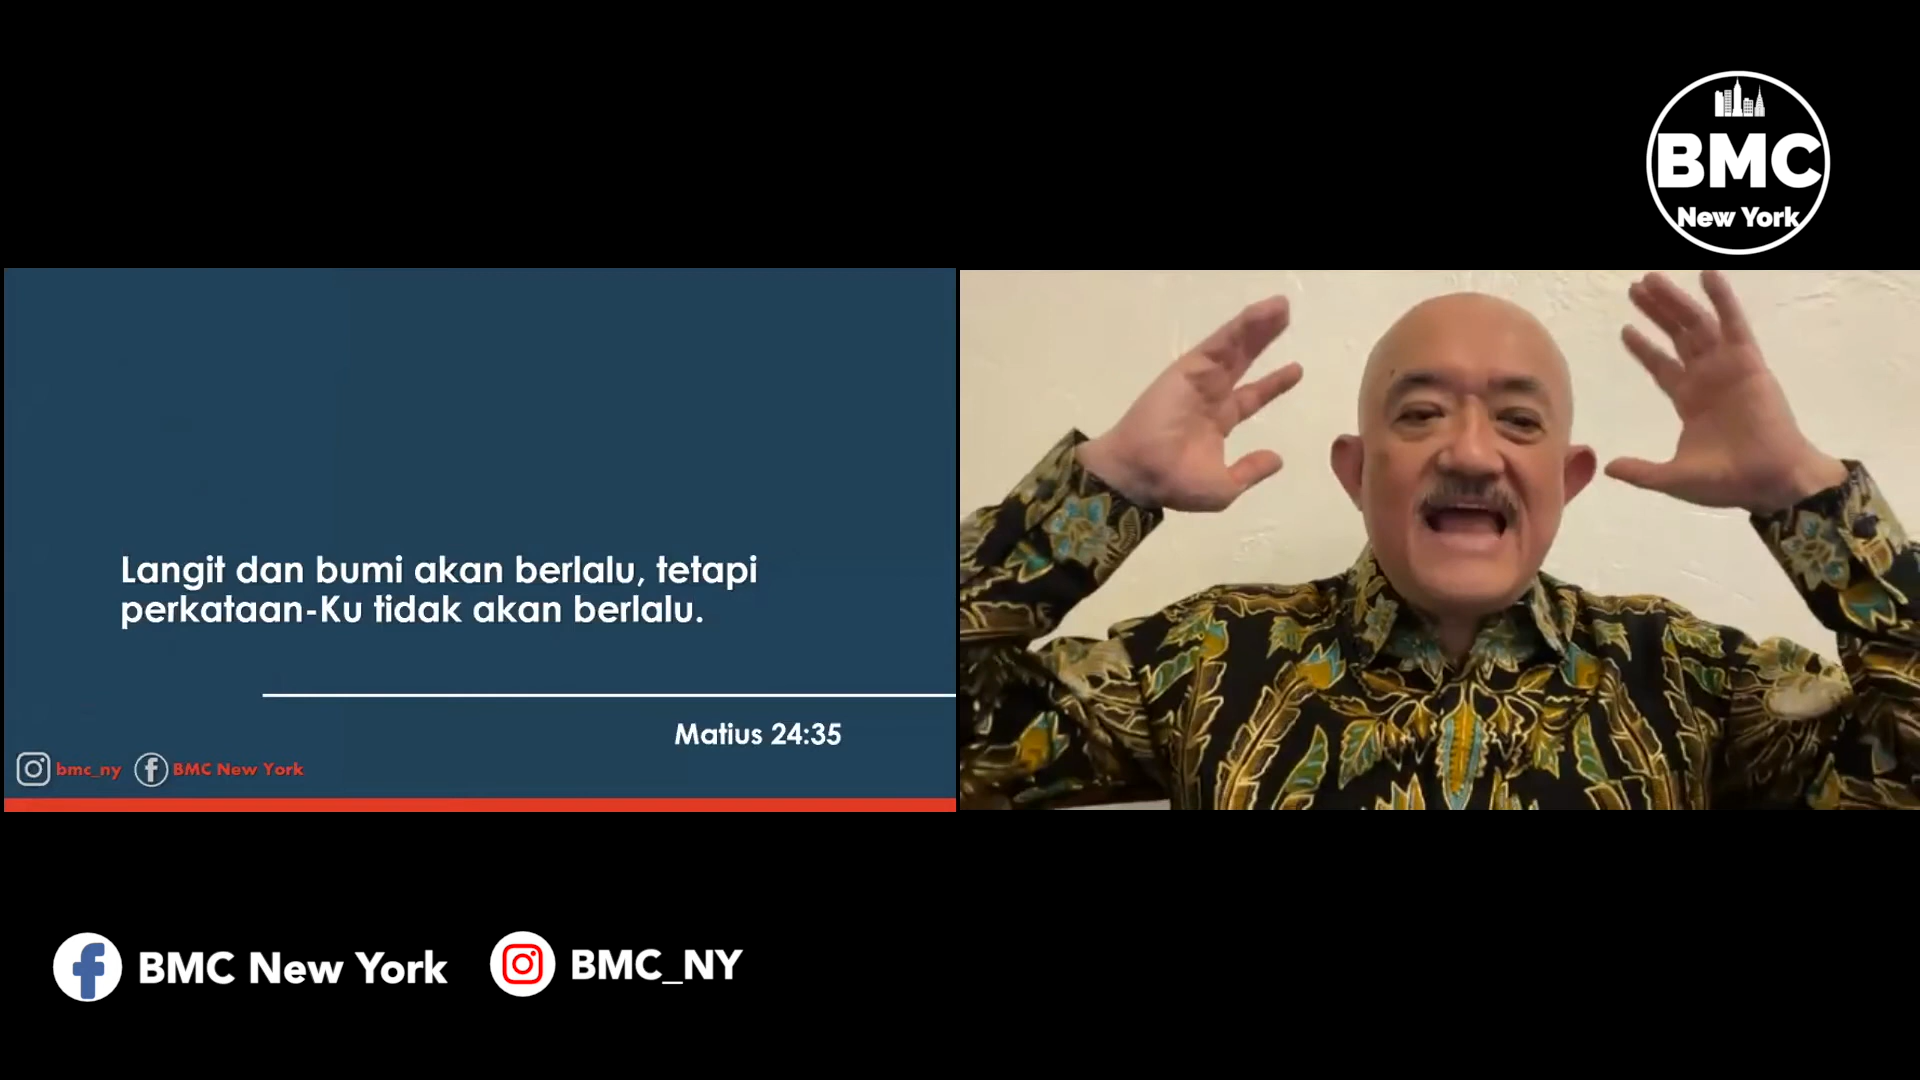 BMC
New York
Langit dan bumi akan berlalu, tetapi
perkataan-Ku tidak akan berlalu.
Matius 24:35
bmc_ny BMC New York
BMC New York BMC_NY